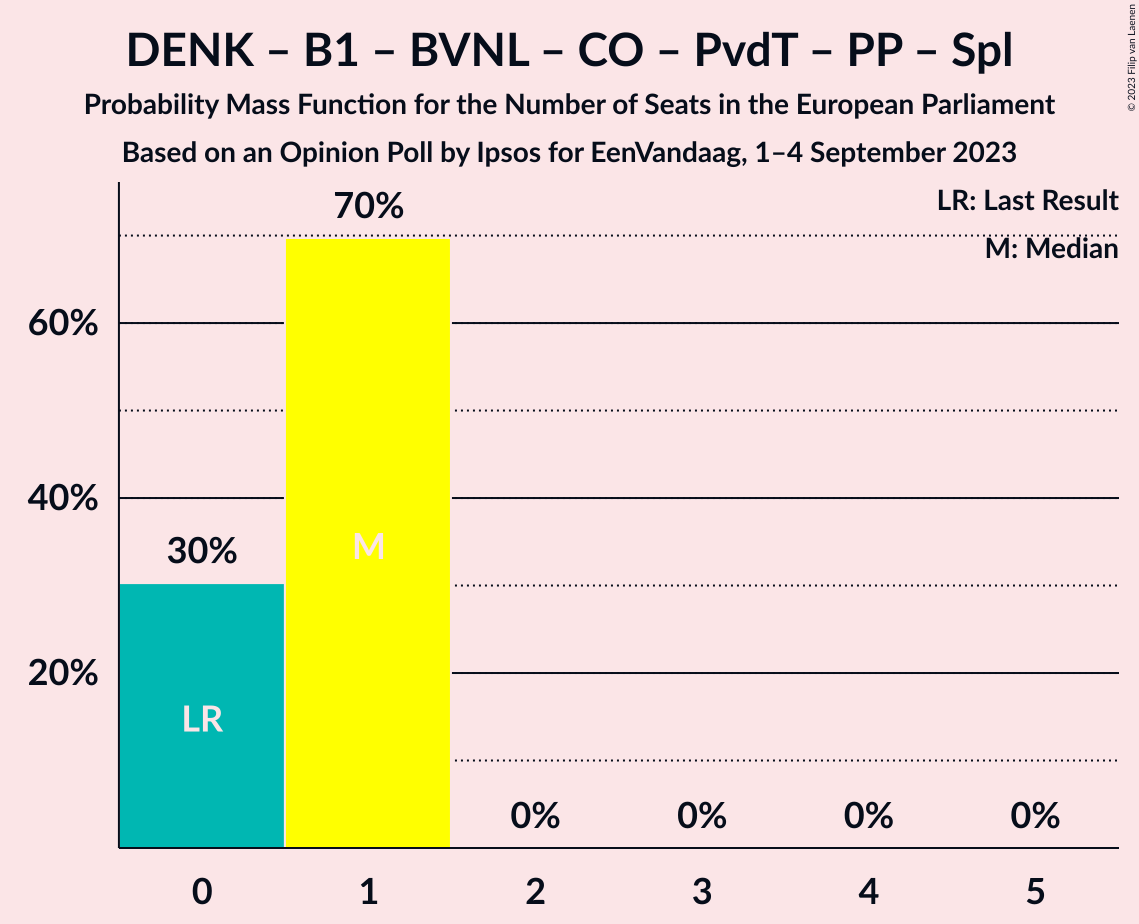 DENK – B1 – BVNL – CO – PvdT – PP – Spl
Probability Mass Function for the Number of Seats in the European Parliament
Based on an Opinion Poll by Ipsos for EenVandaag, 1–4 September 2023
© 2023 Filip van Laenen
LR: Last Result
M: Median
70%
60%
40%
30%
M
20%
LR
0% 0% 0% 0%
0 1 2 3 4 5